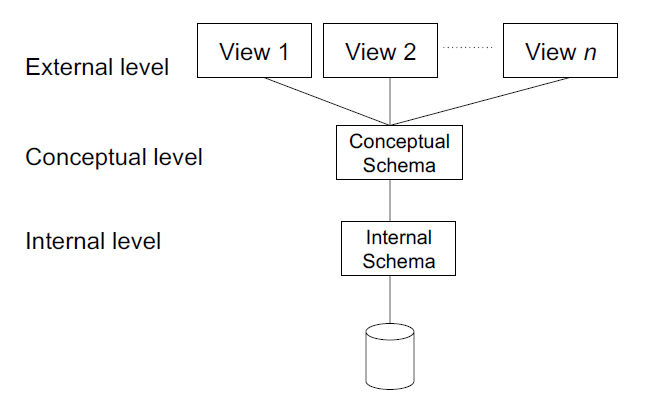 View 1
View 2
View n
External level
Conceptual
Schema
Conceptual level
Internal
Schema
Internal level